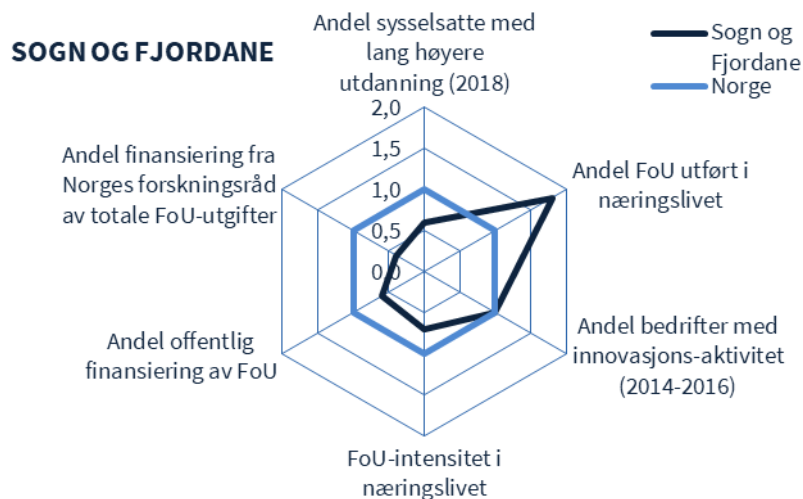 SOGN OG FJORDANE
Andel sysselsatte med
lang høyere
utdanning (2018)
Sogn og
Fjordane
Norge
2,0
1,5
1,0
0,5
0,0
Andel FoU utført i
næringslivet
Andel bedrifter med
innovasjons-aktivitet
(2014-2016)
FoU-intensitet i
næringslivet
Andel offentlig
finansiering av FoU
Andel finansiering fra
Norges forskningsråd
av totale FoU-utgifter